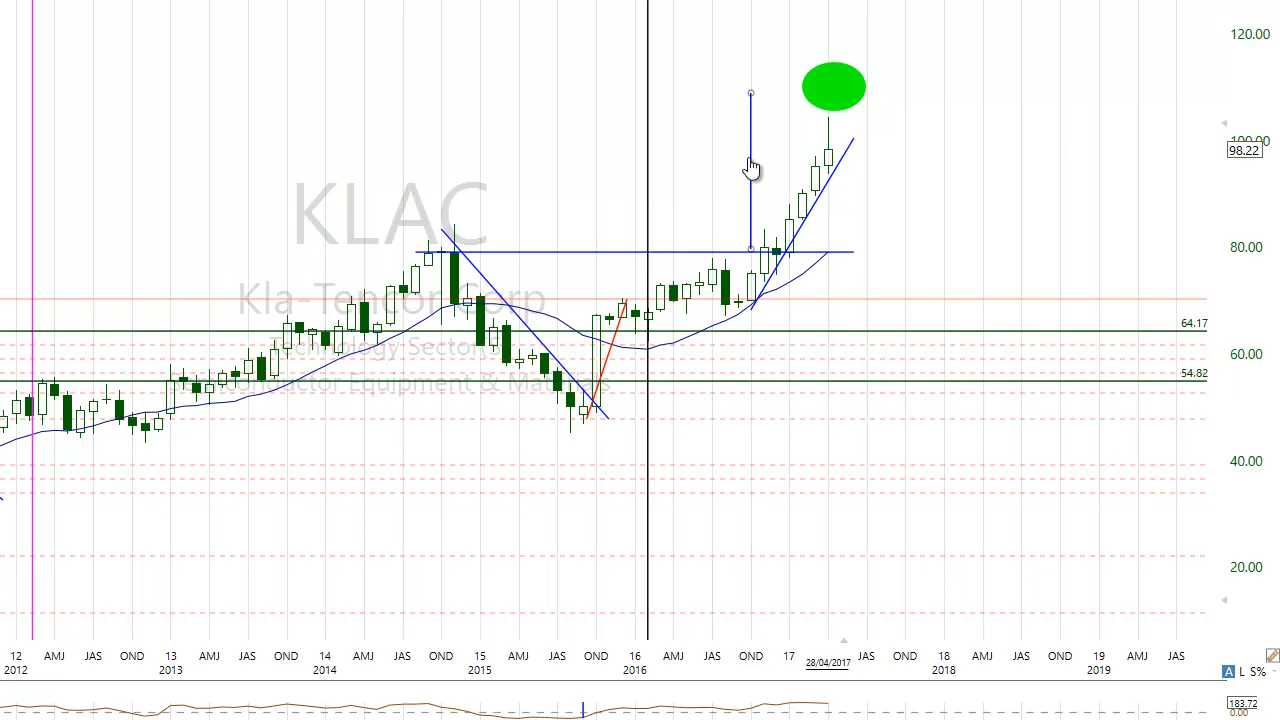 120.00
100.00
98.22
KLAC
80.00
Kla-Tencor Corp
64.17
Technology Sector(s)
60.00
54.82
Semiconductor Equipment & Materials
40.00
20.00
12 AMJ JAS OND 13 AMJ JAS OND 14 AMJ JAS OND 15 AMJ JAS OND 16 AMJ JAS OND 17 28/04/2017 JAS OND 18 AMJ JAS OND 19 AMJ JAS
2012 2013 2014 2015 2016 2018 2019
A L S%
183.72
0.00